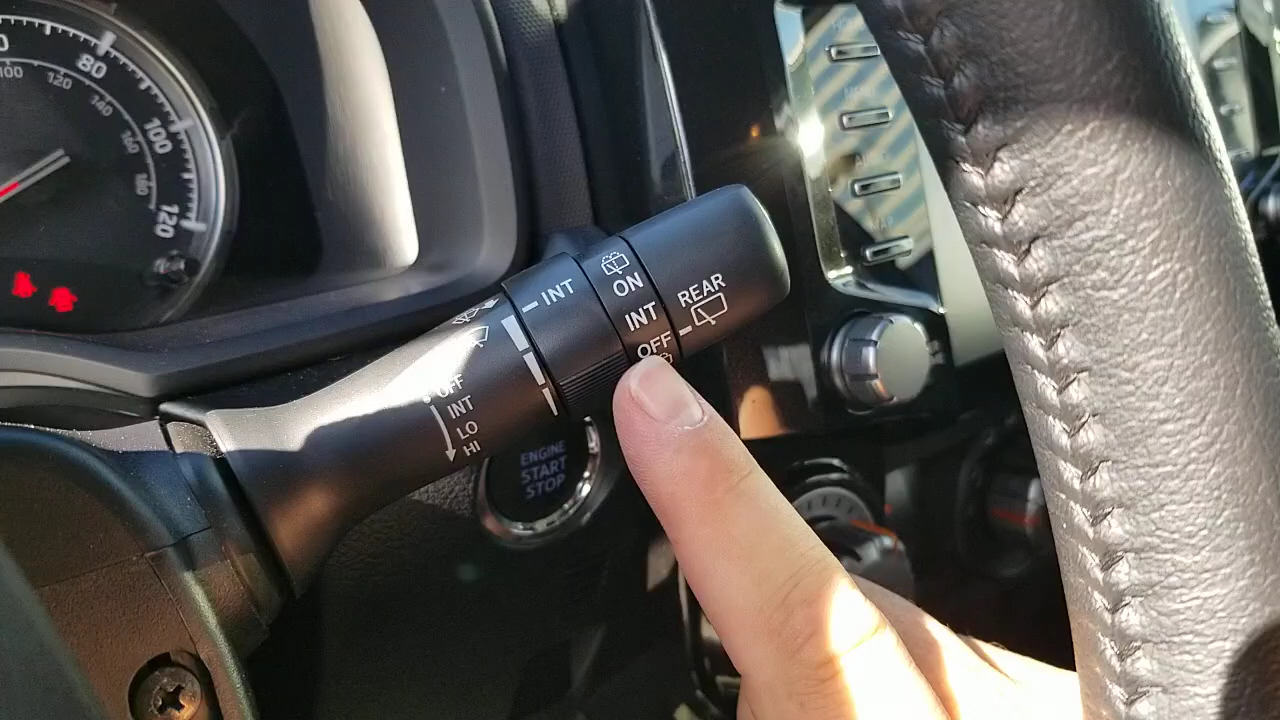 80
100
120
100
120
140
160
180
INT
ON
INT
OFF
REAR
OFF
INT
LO
HI
ENGINE
START
STOP